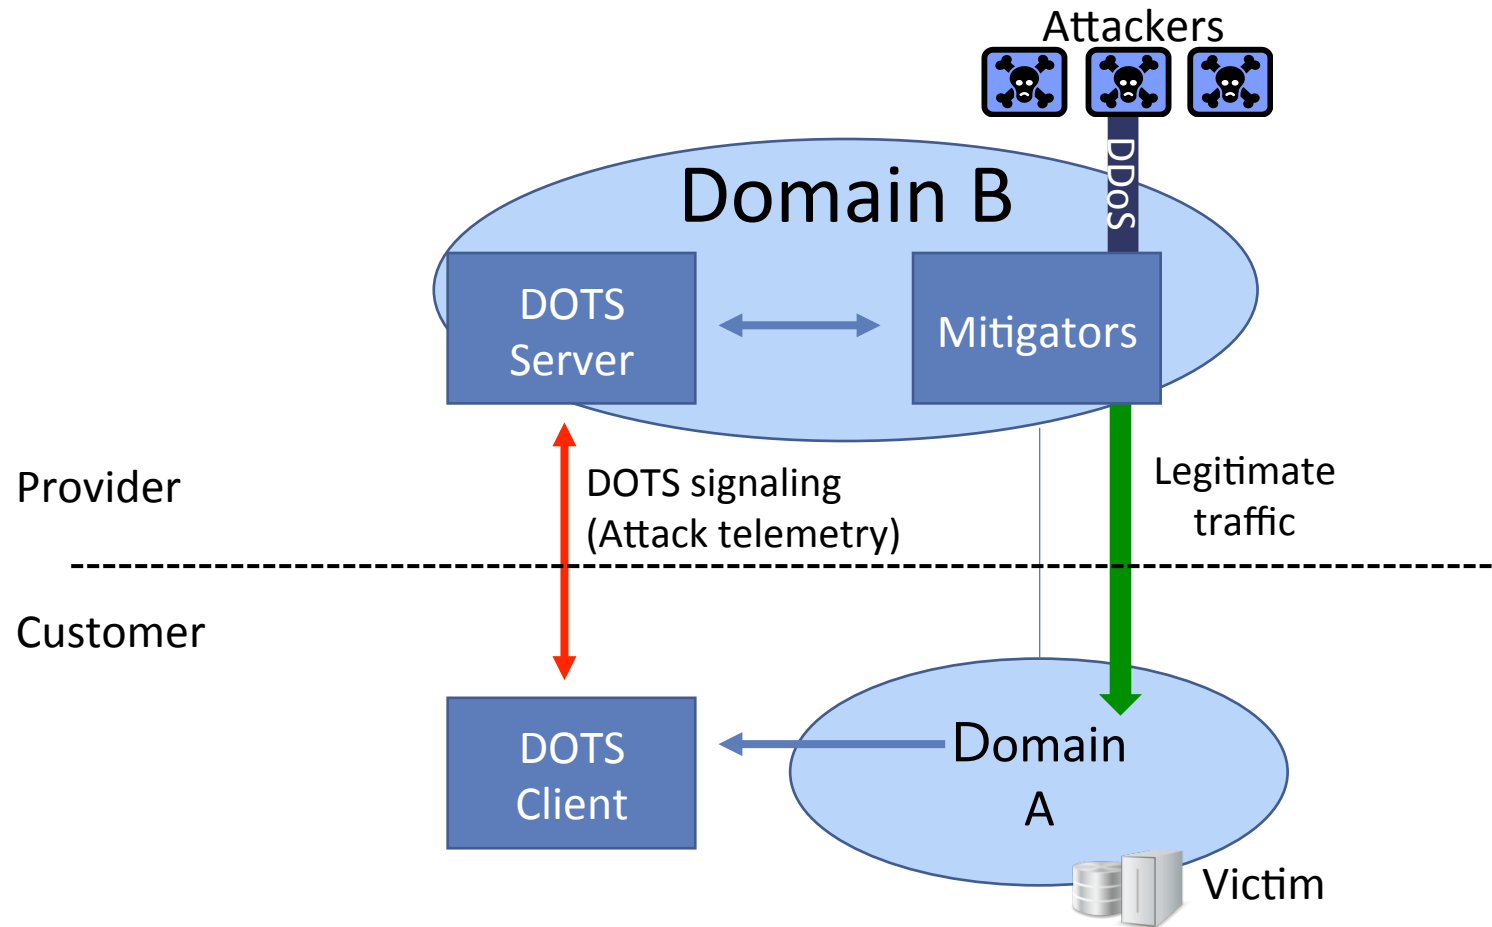 Attackers
DDoS
Domain B
DOTS
Server
Mitigators
Provider
DOTS signaling
(Attack telemetry)
Legitimate
traffic
Customer
DOTS
Client
Domain
A
Victim